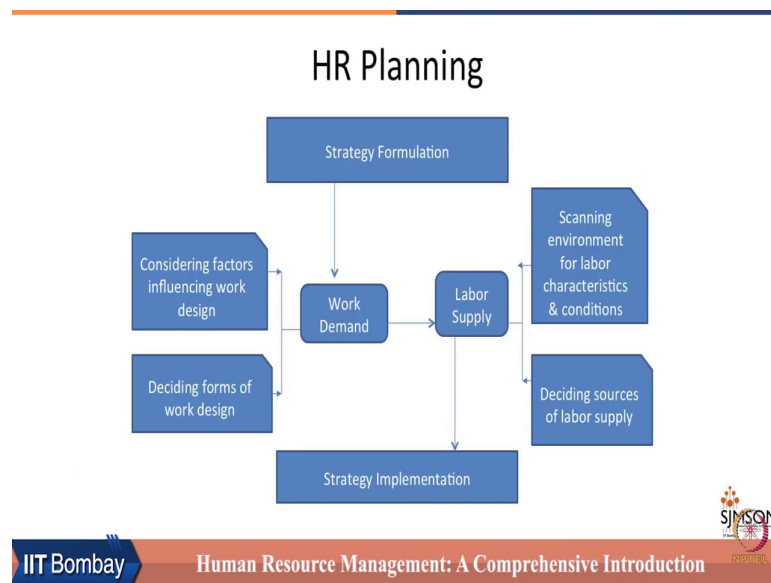 HR Planning
Strategy Formulation
Considering factors
influencing work
design
Deciding forms of
work design
Work
Demand
Labor
Supply
Scanning
environment
for labor
characteristics
& conditions
Deciding sources
of labor supply
Strategy Implementation
SJMSOM
NPTEL
IIT Bombay
Human Resource Management: A Comprehensive Introduction